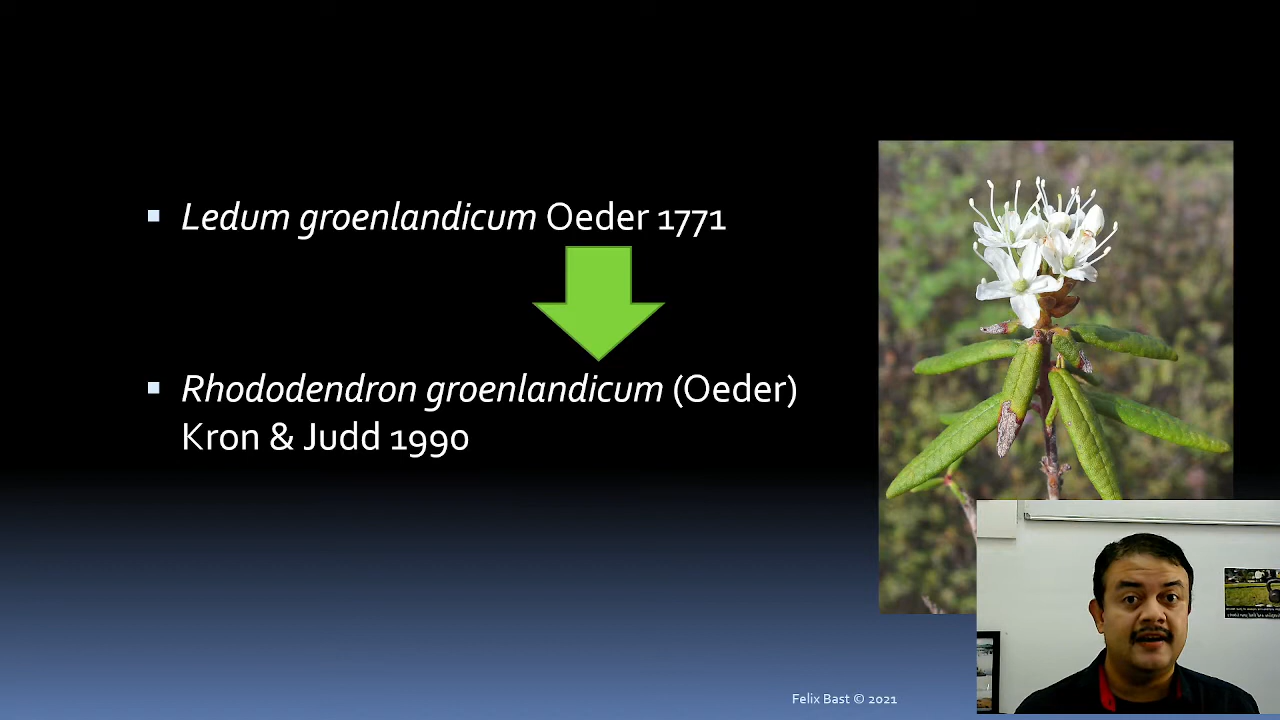 Ledum groenlandicum Oeder 1771
Rhododendron groenlandicum (Oeder)
Kron & Judd 1990
Felix Bast © 2021